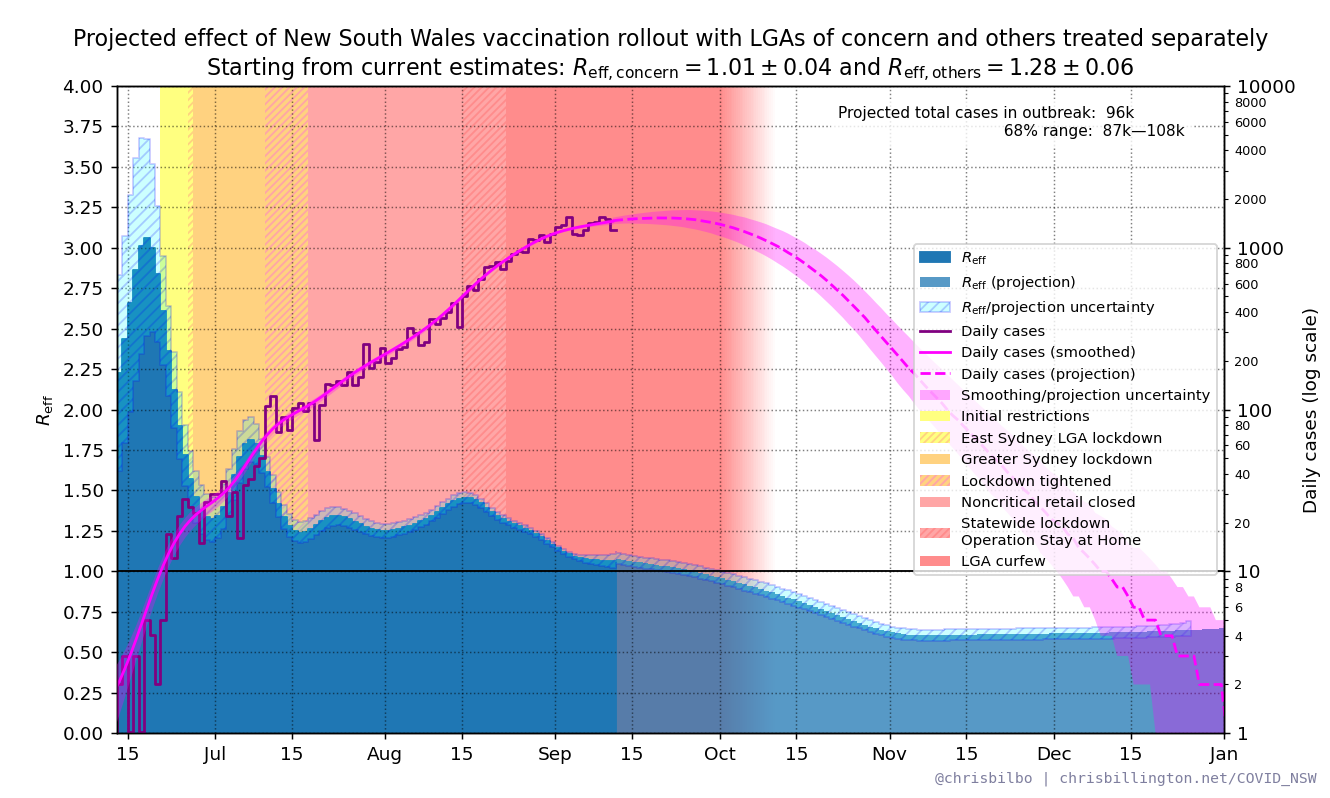 Projected effect of New South Wales vaccination rollout with LGAs of concern and others treated separately
Starting from current estimates: R_eff, concern = 1.01 ± 0.04 and R_eff, others = 1.28 ± 0.06
Projected total cases in outbreak: 96k
68% range: 87k—108k
4.00
3.75
3.50
3.25
3.00
2.75
2.50
2.25
2.00
1.75
1.50
1.25
1.00
0.75
0.50
0.25
0.00
R_eff
10000
8000
6000
4000
2000
1000
800
600
400
200
100
80
60
40
20
10
8
6
4
2
1
Daily cases (log scale)
R_eff
R_eff (projection)
R_eff/projection uncertainty
Daily cases
Daily cases (smoothed)
Daily cases (projection)
Smoothing/projection uncertainty
Initial restrictions
East Sydney LGA lockdown
Greater Sydney lockdown
Lockdown tightened
Noncritical retail closed
Statewide lockdown
Operation Stay at Home
LGA curfew
15 Jul 15 Aug 15 Sep 15 Oct 15 Nov 15 Dec 15 Jan
@chrisbilbo | chrisbillington.net/COVID_NSW